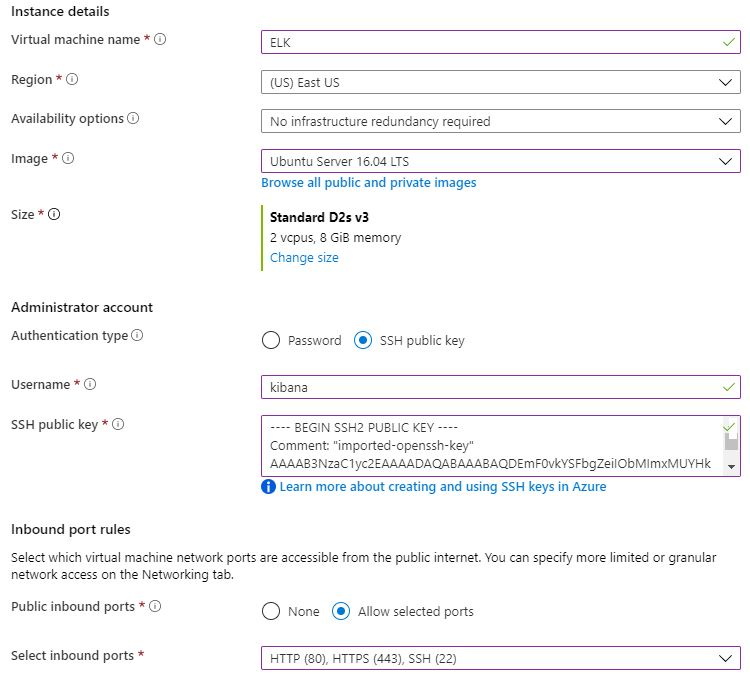 Instance details
Virtual machine name * ELK
Region * (US) East US
Availability options No infrastructure redundancy required
Image * Ubuntu Server 16.04 LTS
Browse all public and private images
Size * Standard D2s v3
2 vcpus, 8 GiB memory
Change size
Administrator account
Authentication type Password SSH public key
Username * kibana
SSH public key * ---- BEGIN SSH2 PUBLIC KEY ----
Comment: "imported-openssh-key"
AAAAB3NzaC1yc2EAAAADAQABAAABAQDEmF0vkYSFbgZeiIObMImxMUYHk
Learn more about creating and using SSH keys in Azure
Inbound port rules
Select which virtual machine network ports are accessible from the public internet. You can specify more limited or granular
network access on the Networking tab.
Public inbound ports * None Allow selected ports
Select inbound ports * HTTP (80), HTTPS (443), SSH (22)